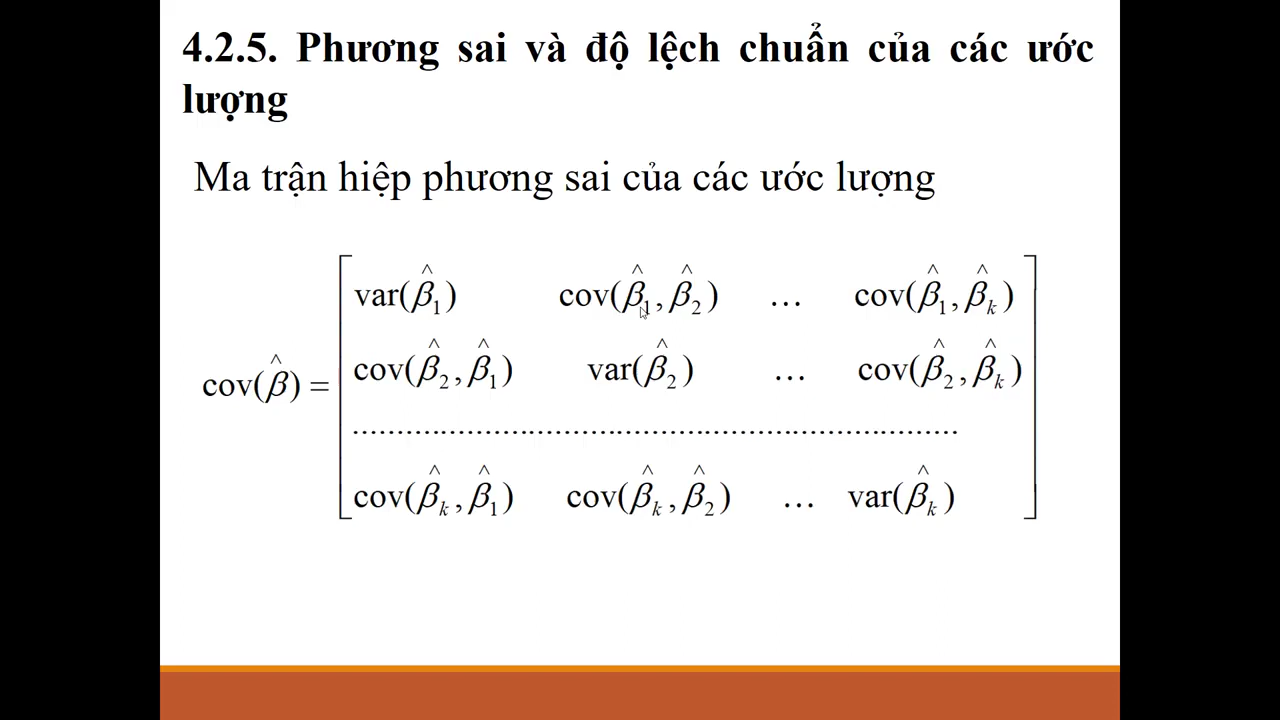 4.2.5. Phương sai và độ lệch chuẩn của các ước
lượng
Ma trận hiệp phương sai của các ước lượng
var(β̂₁) cov(β̂₁, β̂₂) … cov(β̂₁, β̂ₖ)
cov(β̂₂, β̂₁) var(β̂₂) … cov(β̂₂, β̂ₖ)
cov(β̂) =
..................................................................
cov(β̂ₖ, β̂₁) cov(β̂ₖ, β̂₂) … var(β̂ₖ)